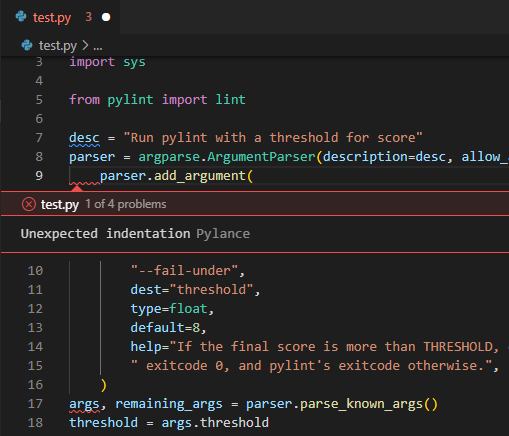 test.py 3
test.py > ...
3 import sys
4
5 from pylint import lint
6
7 desc = "Run pylint with a threshold for score"
8 parser = argparse.ArgumentParser(description=desc, allow_
9 parser.add_argument(
test.py 1 of 4 problems
Unexpected indentation Pylance
10 "--fail-under",
11 dest="threshold",
12 type=float,
13 default=8,
14 help="If the final score is more than THRESHOLD,
15 " exitcode 0, and pylint's exitcode otherwise.",
16 )
17 args, remaining_args = parser.parse_known_args()
18 threshold = args.threshold